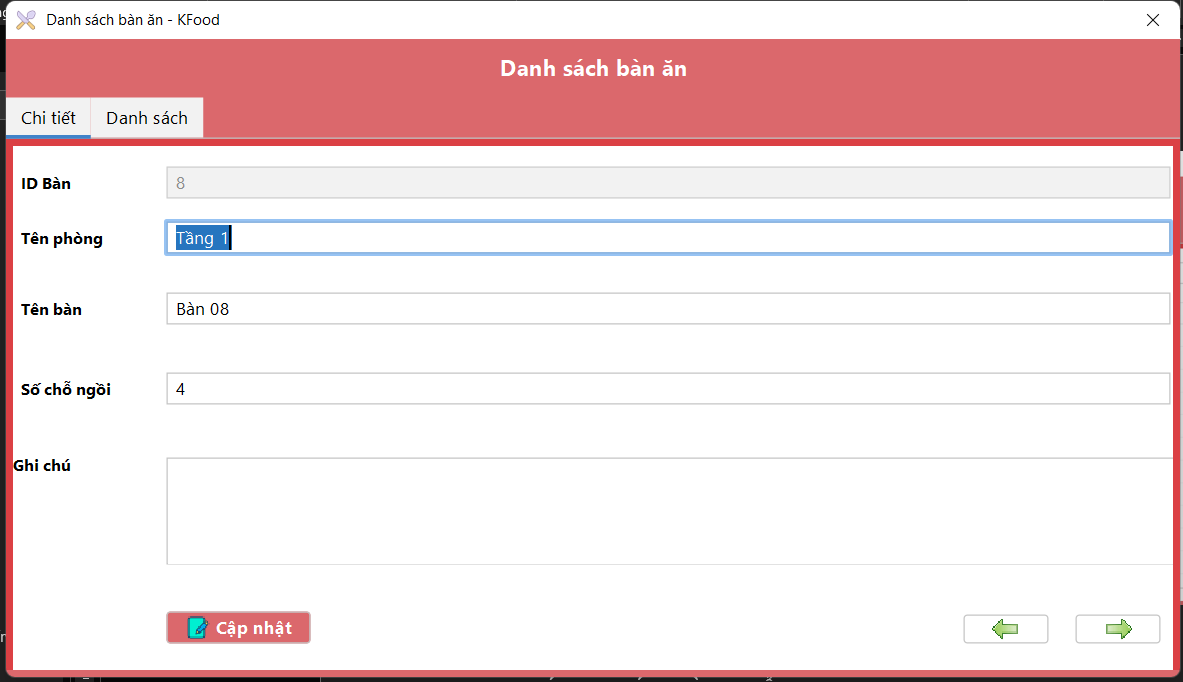 Danh sách bàn ăn - KFood
Danh sách bàn ăn
Chi tiết
Danh sách
ID Bàn
8
Tên phòng
Tầng 1
Tên bàn
Bàn 08
Số chỗ ngồi
4
Ghi chú
Cập nhật